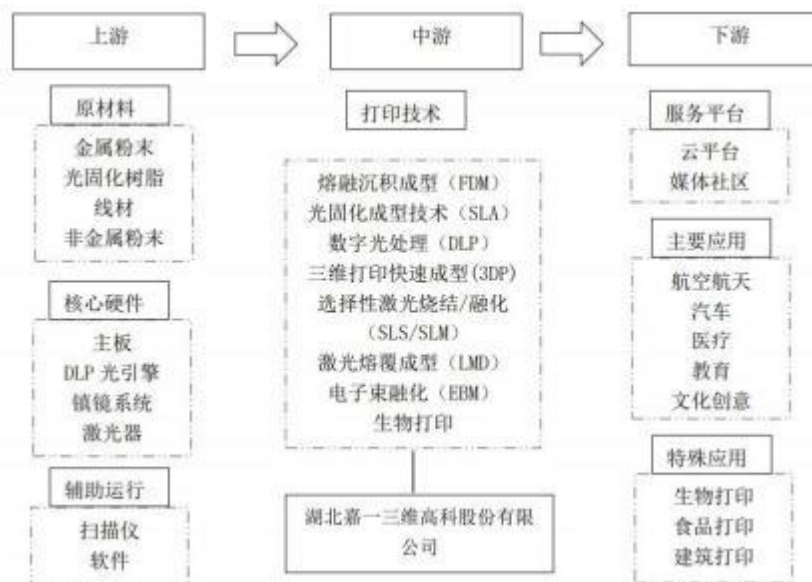 上游
中游
下游
原材料
金属粉末
光固化树脂
线材
非金属粉末
核心硬件
主板
DLP 光引擎
镇镜系统
激光器
辅助运行
扫描仪
软件
打印技术
熔融沉积成型（FDM）
光固化成型技术（SLA）
数字光处理（DLP）
三维打印快速成型(3DP)
选择性激光烧结/融化
（SLS/SLM）
激光熔覆成型（LMD）
电子束融化（EBM）
生物打印
湖北嘉一三维高科股份有限
公司
服务平台
云平台
媒体社区
主要应用
航空航天
汽车
医疗
教育
文化创意
特殊应用
生物打印
食品打印
建筑打印